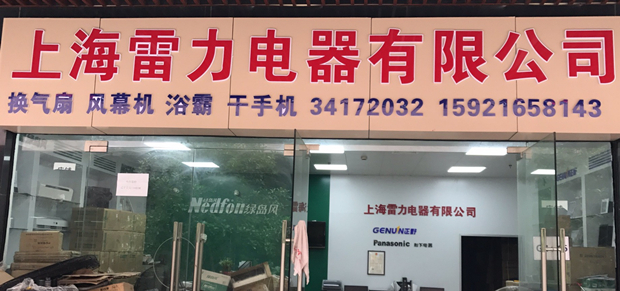 上海雷力电器有限公司
换气扇 风幕机 浴霸 干手机 34172032 15921658143
Nedfon绿岛风
上海雷力电器有限公司
GENUIN正野
Panasonic